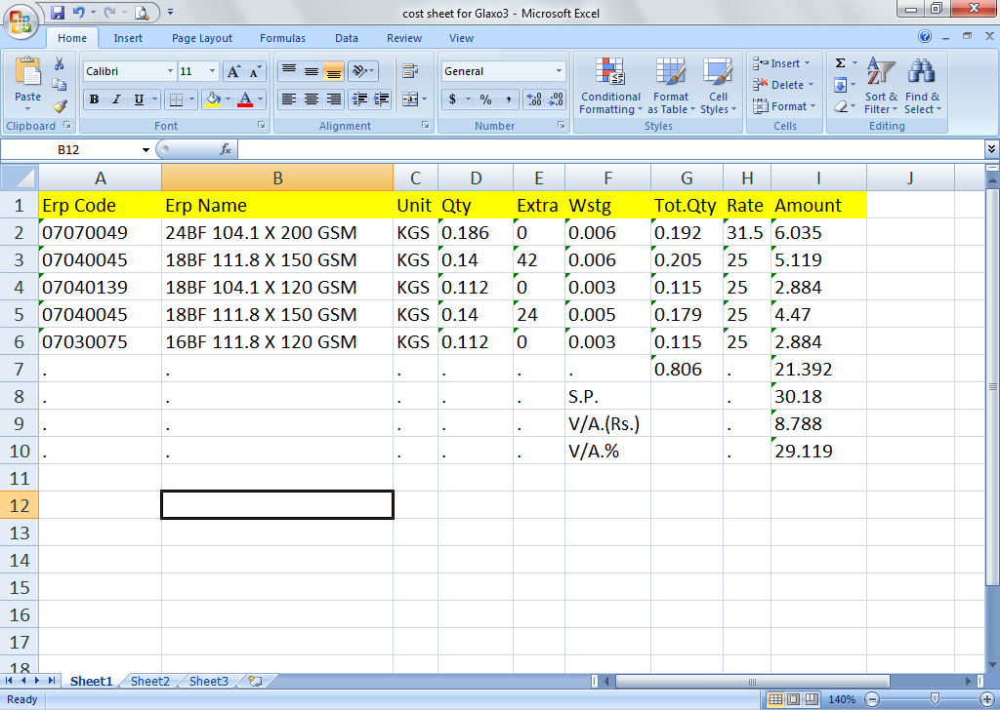 cost sheet for Glaxo3 - Microsoft Excel
Home Insert Page Layout Formulas Data Review View
Calibri 11 General
Paste B I U $ % , Conditional Formatting Format as Table Cell Styles Insert Delete Format Σ Sort & Filter Find & Select
Clipboard Font Alignment Number Styles Cells Editing
B12 fx
A B C D E F G H I J
1 Erp Code Erp Name Unit Qty Extra Wstg Tot.Qty Rate Amount
2 07070049 24BF 104.1 X 200 GSM KGS 0.186 0 0.006 0.192 31.5 6.035
3 07040045 18BF 111.8 X 150 GSM KGS 0.14 42 0.006 0.205 25 5.119
4 07040139 18BF 104.1 X 120 GSM KGS 0.112 0 0.003 0.115 25 2.884
5 07040045 18BF 111.8 X 150 GSM KGS 0.14 24 0.005 0.179 25 4.47
6 07030075 16BF 111.8 X 120 GSM KGS 0.112 0 0.003 0.115 25 2.884
7 . . . . . . 0.806 . 21.392
8 . . . . . S.P. . 30.18
9 . . . . . V/A.(Rs.) . 8.788
10 . . . . . V/A.% . 29.119
11
12
13
14
15
16
17
18
Sheet1 Sheet2 Sheet3
Ready 140%